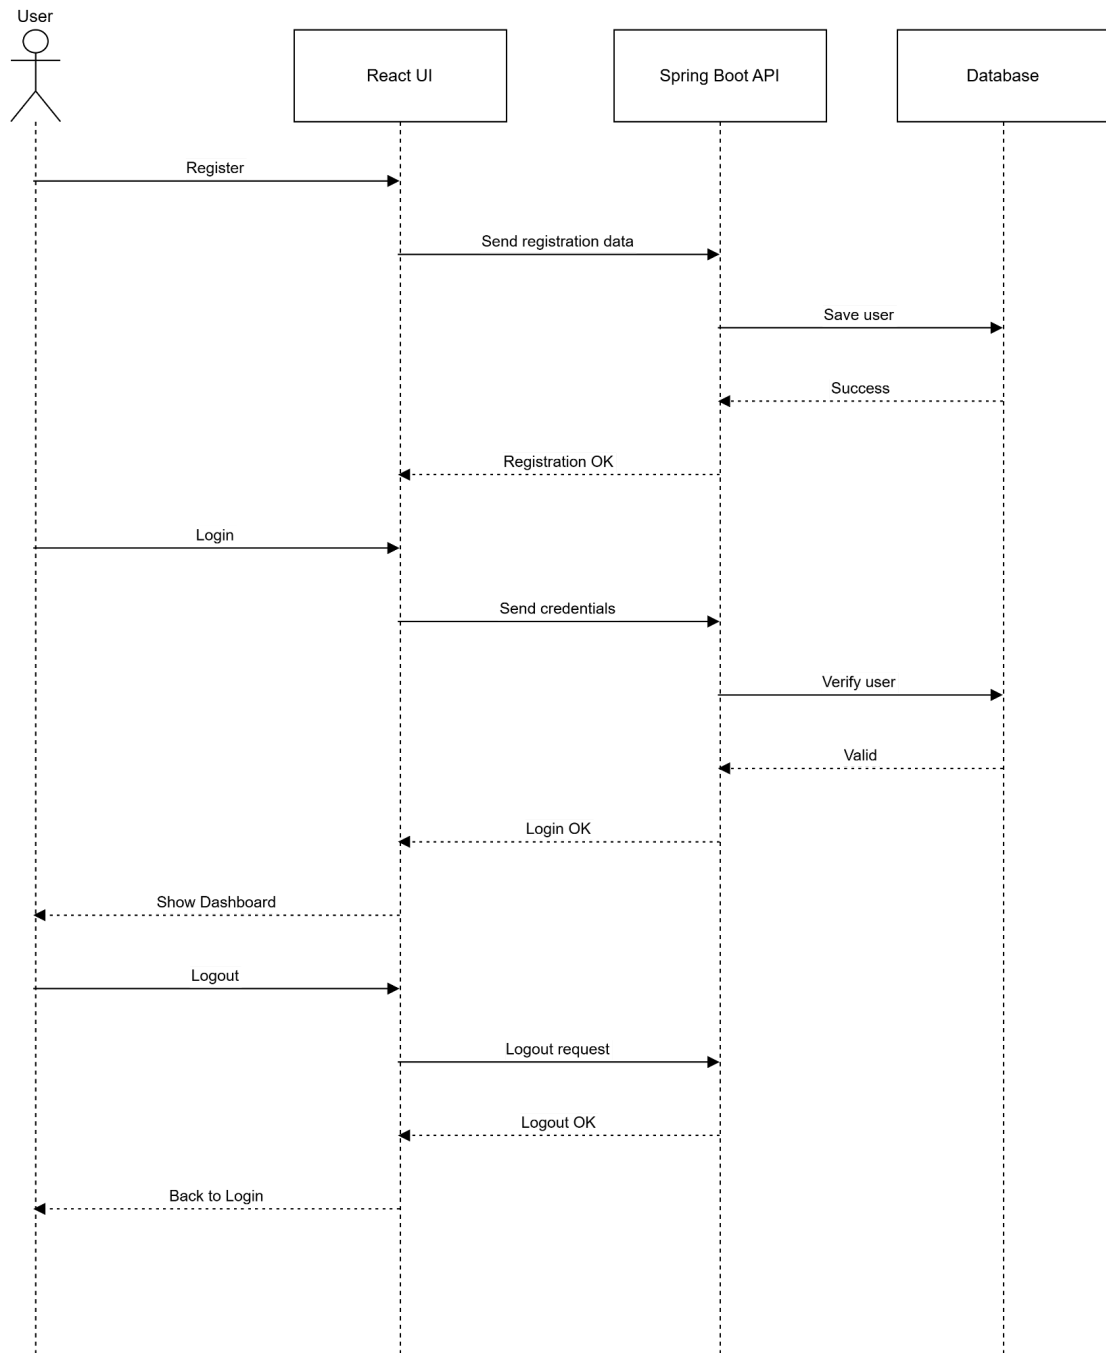 User
React UI
Spring Boot API
Database
Register
Send registration data
Save user
Success
Registration OK
Login
Send credentials
Verify user
Valid
Login OK
Show Dashboard
Logout
Logout request
Logout OK
Back to Login